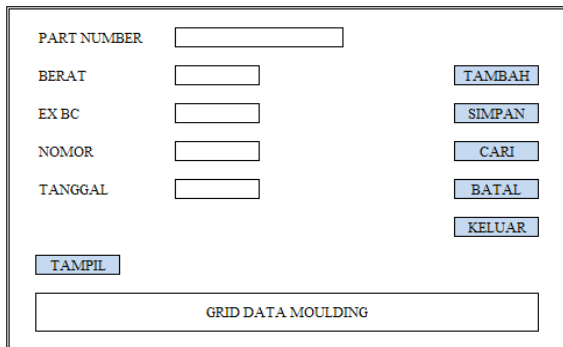 PART NUMBER
BERAT
TAMBAH
EX BC
SIMPAN
NOMOR
CARI
TANGGAL
BATAL
KELUAR
TAMPIL
GRID DATA MOULDING